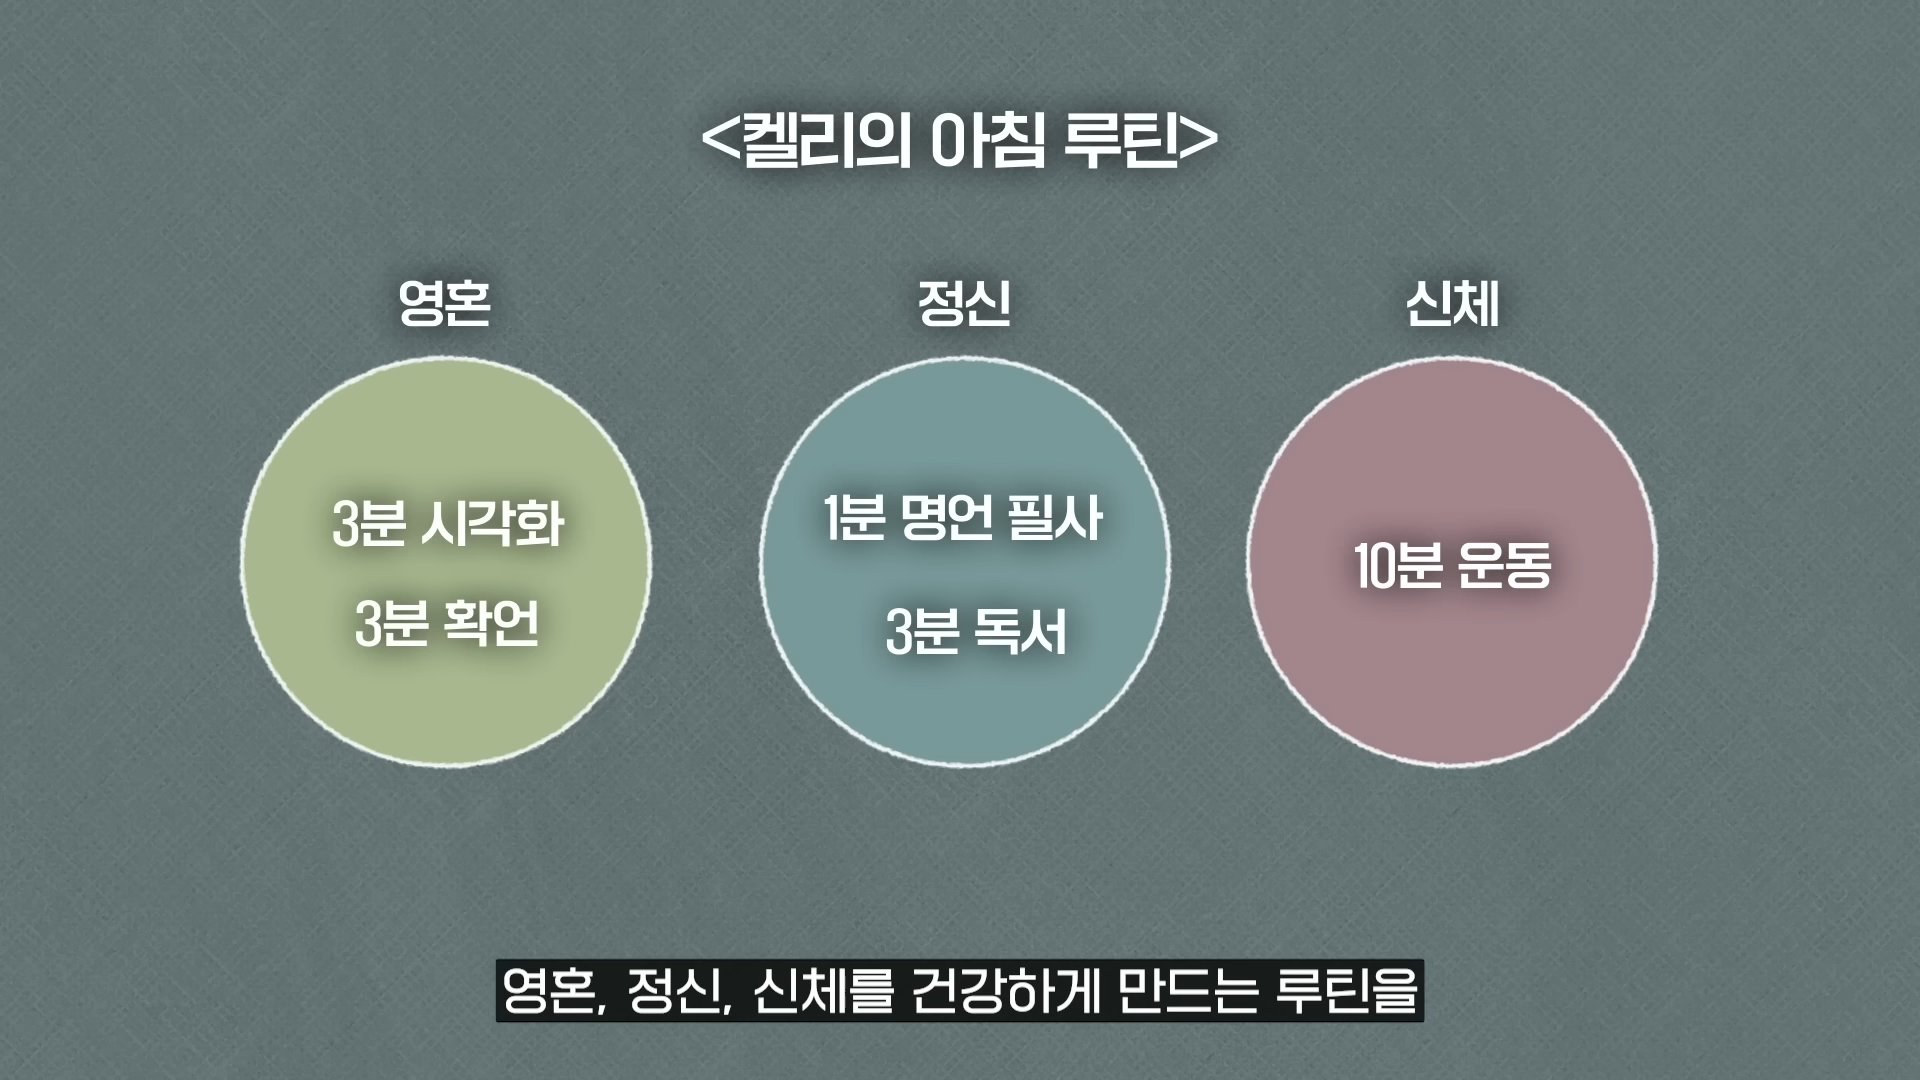 <켈리의 아침 루틴>
영혼
3분 시각화
3분 확언
정신
1분 명언 필사
3분 독서
신체
10분 운동
영혼, 정신, 신체를 건강하게 만드는 루틴을